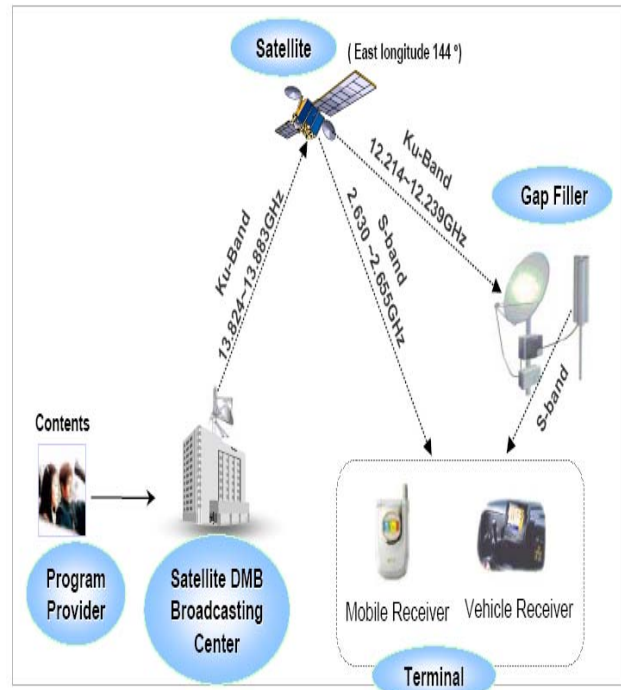 Satellite
( East longitude 144 º)
Ku-Band
12.214~12.239GHz
Gap Filler
Ku-Band
13.824~13.883GHz
S-band
2.630 ~2.655GHz
S-band
Contents
Program
Provider
Satellite DMB
Broadcasting
Center
Mobile Receiver
Vehicle Receiver
Terminal